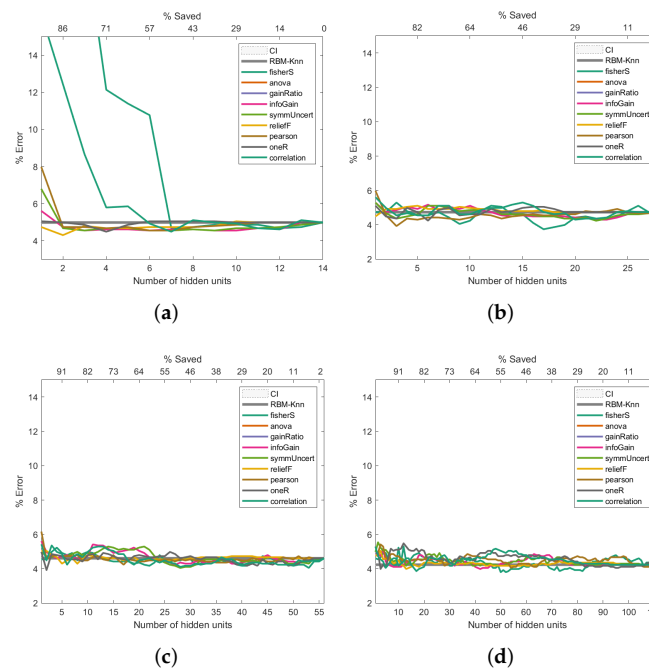 % Saved
86 71 57 43 29 14 0
CI
RBM-Knn
fisherS
anova
gainRatio
infoGain
symmUncert
reliefF
pearson
oneR
correlation
% Error
14
12
10
8
6
4
2 4 6 8 10 12 14
Number of hidden units
(a)
% Saved
82 64 46 29 11
CI
RBM-Knn
fisherS
anova
gainRatio
infoGain
symmUncert
reliefF
pearson
oneR
correlation
% Error
14
12
10
8
6
4
2
5 10 15 20 25
Number of hidden units
(b)
% Saved
91 82 73 64 55 46 38 29 20 11 2
CI
RBM-Knn
fisherS
anova
gainRatio
infoGain
symmUncert
reliefF
pearson
oneR
correlation
% Error
14
12
10
8
6
4
2
5 10 15 20 25 30 35 40 45 50 55
Number of hidden units
(c)
% Saved
91 82 73 64 55 46 38 29 20 11
CI
RBM-Knn
fisherS
anova
gainRatio
infoGain
symmUncert
reliefF
pearson
oneR
correlation
% Error
14
12
10
8
6
4
2
10 20 30 40 50 60 70 80 90 100
Number of hidden units
(d)